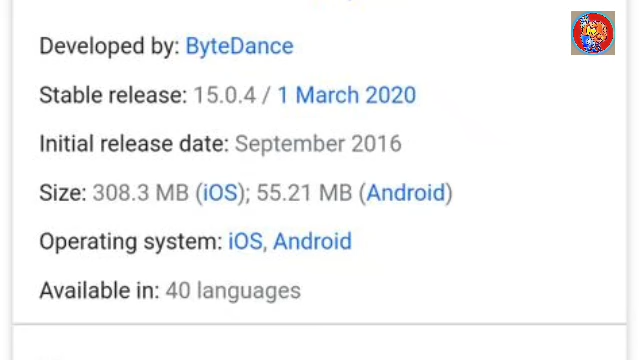 Developed by: ByteDance
Stable release: 15.0.4 / 1 March 2020
Initial release date: September 2016
Size: 308.3 MB (iOS); 55.21 MB (Android)
Operating system: iOS, Android
Available in: 40 languages